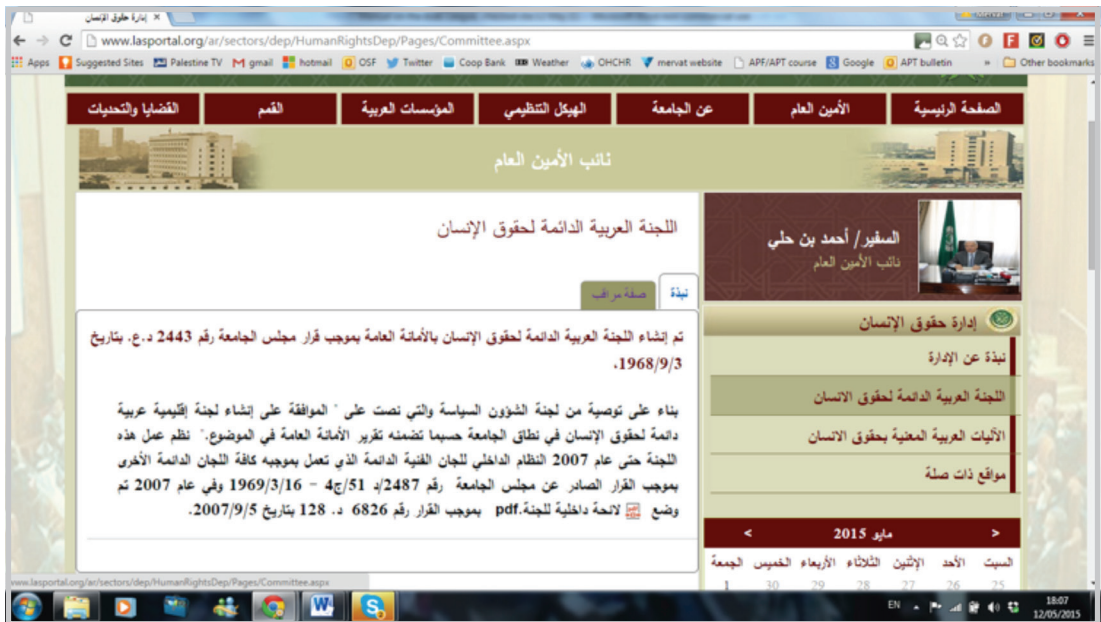 إدارة حقوق الإنسان
www.lasportal.org/ar/sectors/dep/HumanRightsDep/Pages/Committee.aspx
Apps Suggested Sites Palestine TV gmail hotmail OSF Twitter Coop Bank Weather OHCHR mervat website APF/APT course Google APT bulletin » Other bookmarks
الصفحة الرئيسية الأمين العام عن الجامعة الهيكل التنظيمي المؤسسات العربية القمم القضايا والتحديات
نائب الأمين العام
السفير/ أحمد بن حلي
نائب الأمين العام
إدارة حقوق الإنسان
نبذة عن الإدارة
اللجنة العربية الدائمة لحقوق الانسان
الآليات العربية المعنية بحقوق الانسان
مواقع ذات صلة
< مايو 2015 >
السبت الأحد الإثنين الثلاثاء الأربعاء الخميس الجمعة
25 26 27 28 29 30 1
اللجنة العربية الدائمة لحقوق الإنسان
نبذة صفة مراقب
تم إنشاء اللجنة العربية الدائمة لحقوق الإنسان بالأمانة العامة بموجب قرار مجلس الجامعة رقم 2443 د.ع. بتاريخ
1968/9/3.
بناء على توصية من لجنة الشؤون السياسة والتي نصت على " الموافقة على إنشاء لجنة إقليمية عربية
دائمة لحقوق الإنسان في نطاق الجامعة حسبما تضمنه تقرير الأمانة العامة في الموضوع." نظم عمل هذه
اللجنة حتى عام 2007 النظام الداخلي للجان الفنية الدائمة الذي تعمل بموجبه كافة اللجان الدائمة الأخرى
بموجب القرار الصادر عن مجلس الجامعة رقم 2487/د 51/ج4 - 1969/3/16 وفي عام 2007 تم
وضع لائحة داخلية للجنة.pdf بموجب القرار رقم 6826 د. 128 بتاريخ 2007/9/5.
www.lasportal.org/ar/sectors/dep/HumanRightsDep/Pages/Committee.aspx
EN 18:07
12/05/2015